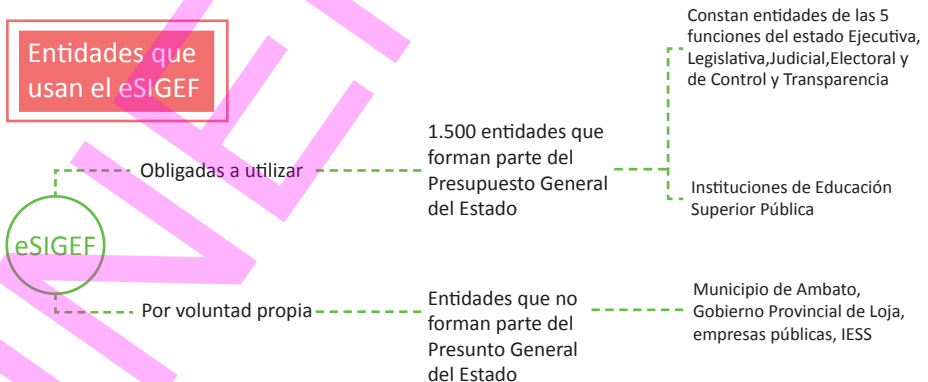 Entidades que
usan el eSIGEF
Constan entidades de las 5
funciones del estado Ejecutiva,
Legislativa,Judicial,Electoral y
de Control y Transparencia
1.500 entidades que
forman parte del
Presupuesto General
del Estado
Obligadas a utilizar
Instituciones de Educación
Superior Pública
eSIGEF
Por voluntad propia
Entidades que no
forman parte del
Presunto General
del Estado
Municipio de Ambato,
Gobierno Provincial de Loja,
empresas públicas, IESS